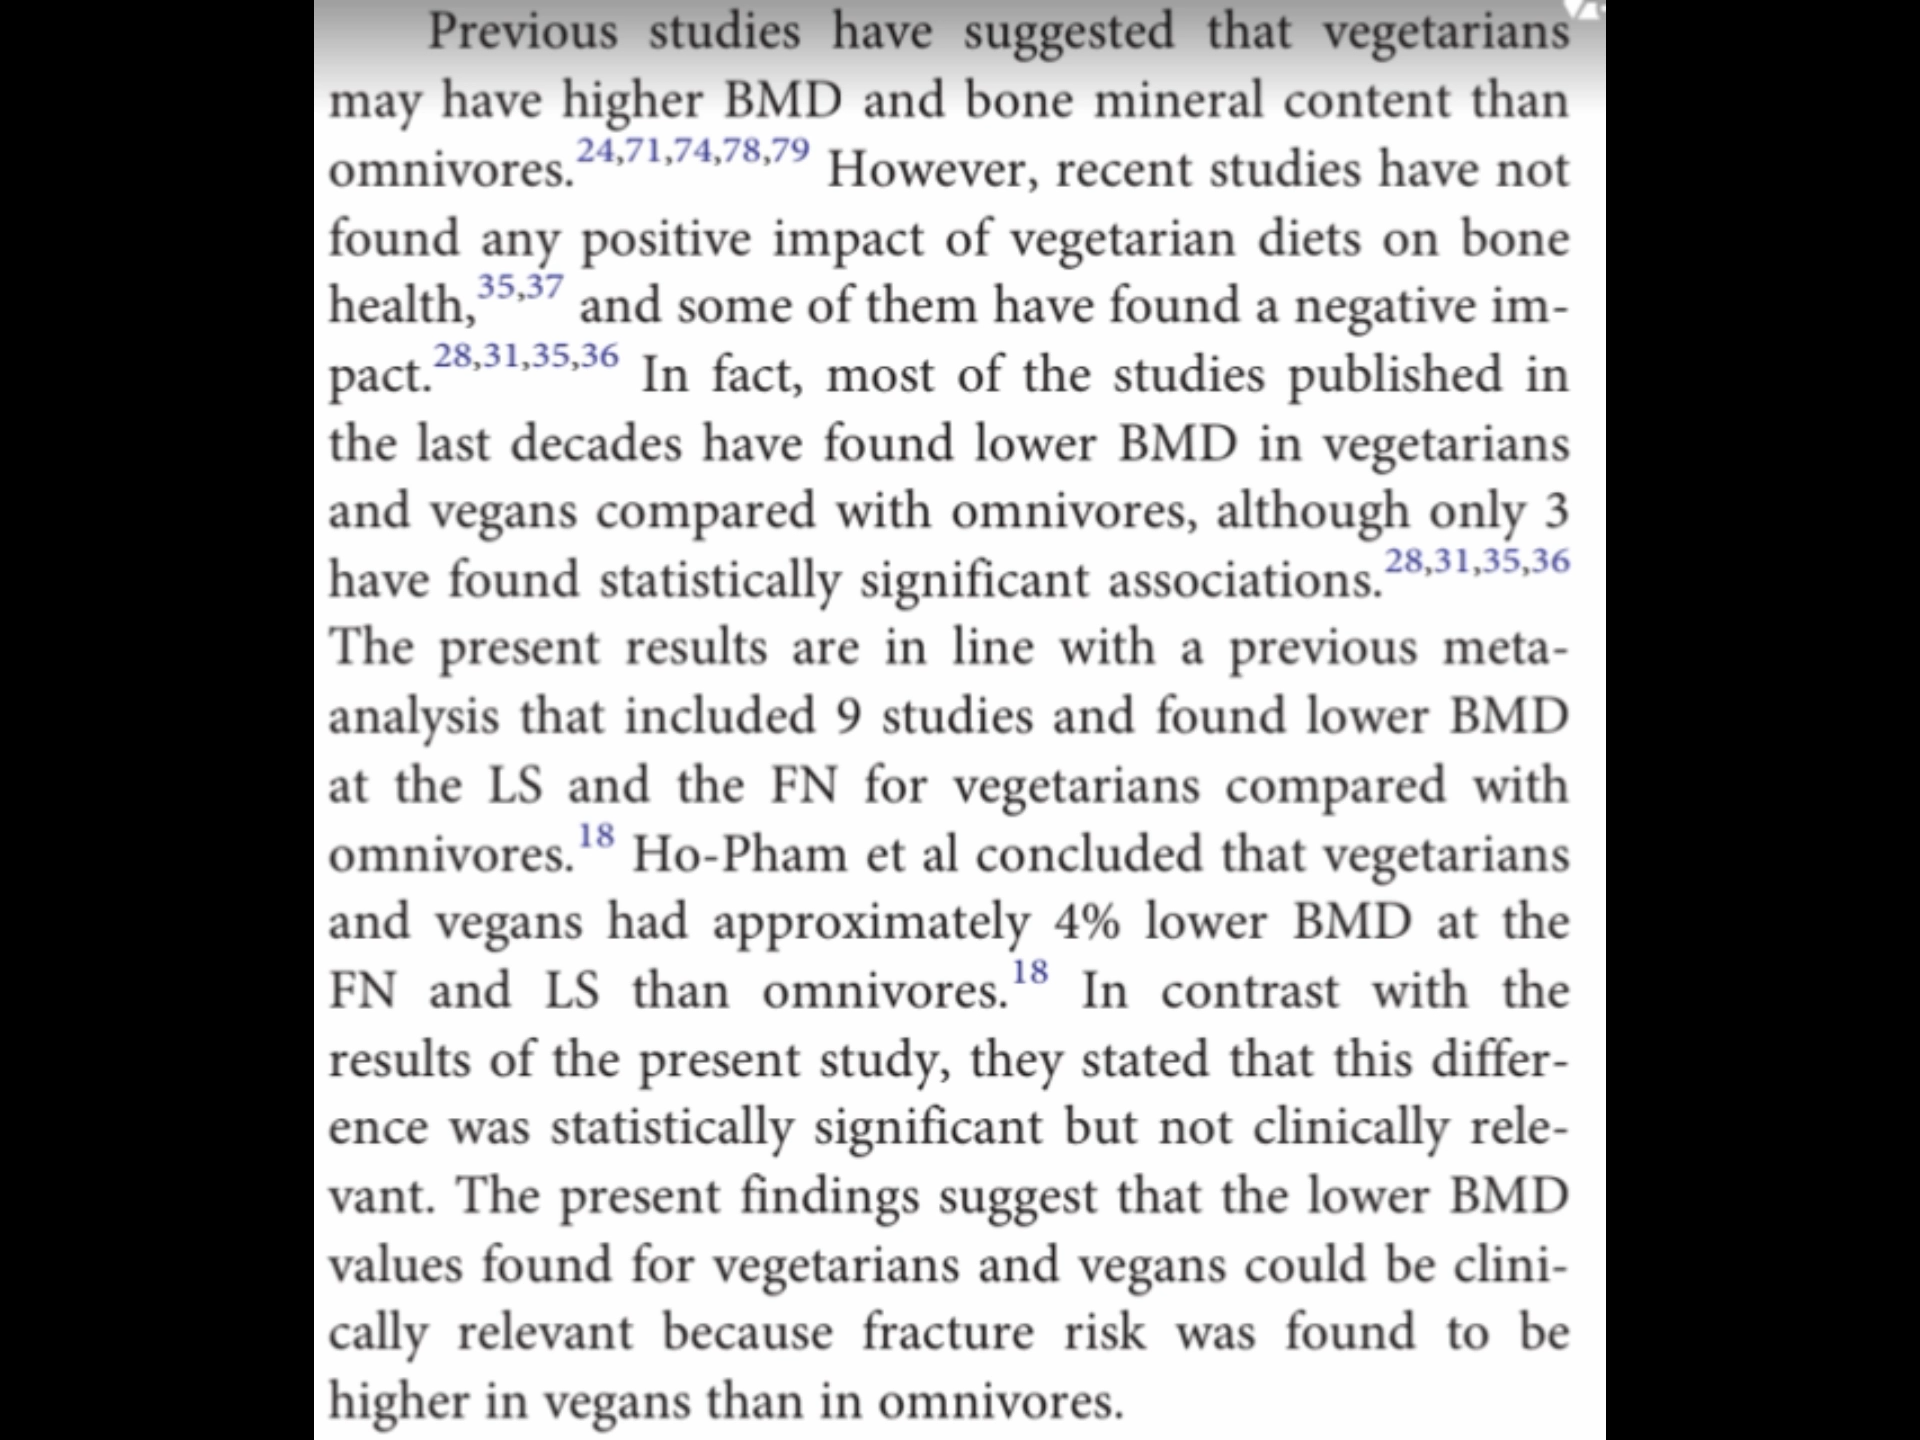 Previous studies have suggested that vegetarians
may have higher BMD and bone mineral content than
omnivores.24,71,74,78,79 However, recent studies have not
found any positive impact of vegetarian diets on bone
health,35,37 and some of them have found a negative im-
pact.28,31,35,36 In fact, most of the studies published in
the last decades have found lower BMD in vegetarians
and vegans compared with omnivores, although only 3
have found statistically significant associations.28,31,35,36
The present results are in line with a previous meta-
analysis that included 9 studies and found lower BMD
at the LS and the FN for vegetarians compared with
omnivores.18 Ho-Pham et al concluded that vegetarians
and vegans had approximately 4% lower BMD at the
FN and LS than omnivores.18 In contrast with the
results of the present study, they stated that this differ-
ence was statistically significant but not clinically rele-
vant. The present findings suggest that the lower BMD
values found for vegetarians and vegans could be clini-
cally relevant because fracture risk was found to be
higher in vegans than in omnivores.